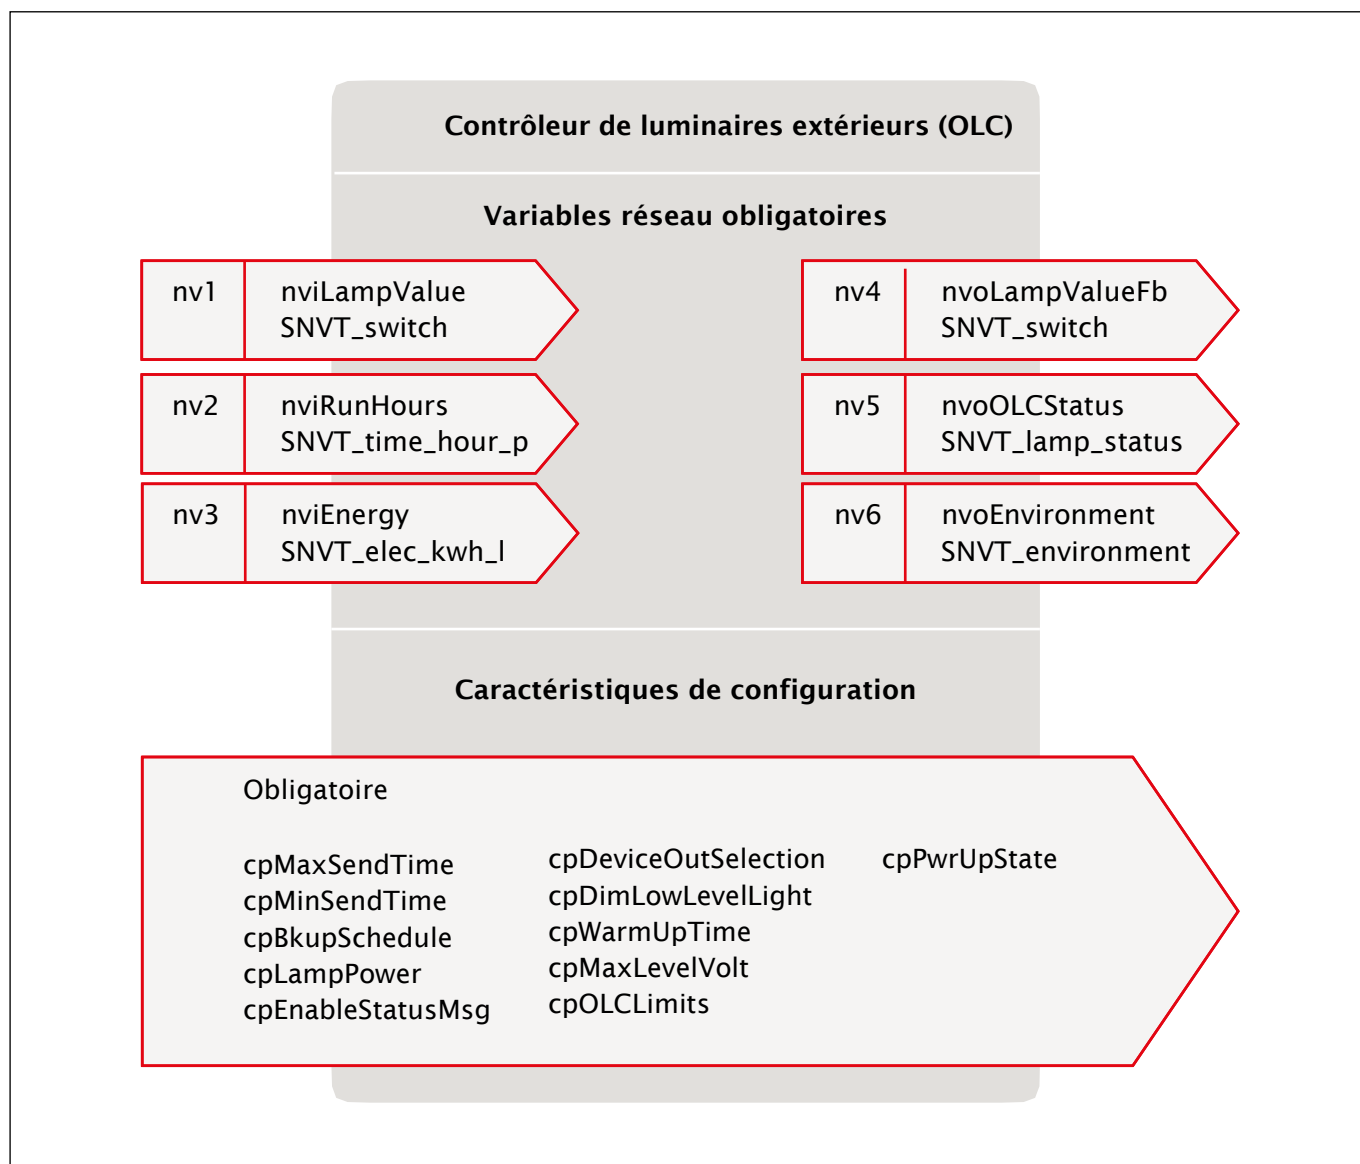 Contrôleur de luminaires extérieurs (OLC)
Variables réseau obligatoires
nv1 nviLampValue
SNVT_switch
nv2 nviRunHours
SNVT_time_hour_p
nv3 nviEnergy
SNVT_elec_kwh_l
nv4 nvoLampValueFb
SNVT_switch
nv5 nvoOLCStatus
SNVT_lamp_status
nv6 nvoEnvironment
SNVT_environment
Caractéristiques de configuration
Obligatoire
cpMaxSendTime
cpMinSendTime
cpBkupSchedule
cpLampPower
cpEnableStatusMsg
cpDeviceOutSelection
cpDimLowLevelLight
cpWarmUpTime
cpMaxLevelVolt
cpOLCLimits
cpPwrUpState